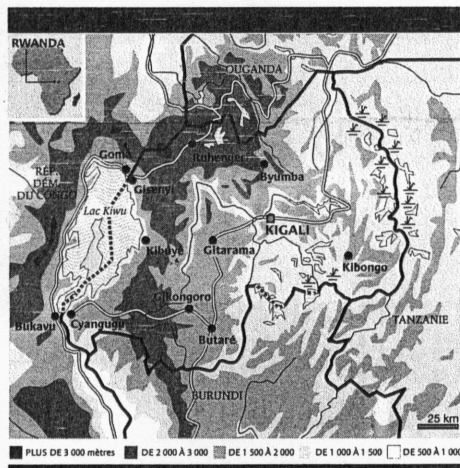 RWANDA
OUGANDA
RÉP.
DÉM.
DU CONGO
Goma
Gisenyi
Ruhengeri
Byumba
Lac Kiwu
KIGALI
Kibuye
Gitarama
Kibongo
Gikongoro
Bukavu
Cyangugu
Butaré
TANZANIE
BURUNDI
25 km
PLUS DE 3 000 mètres
DE 2 000 À 3 000
DE 1 500 À 2 000
DE 1 000 À 1 500
DE 500 À 1 000